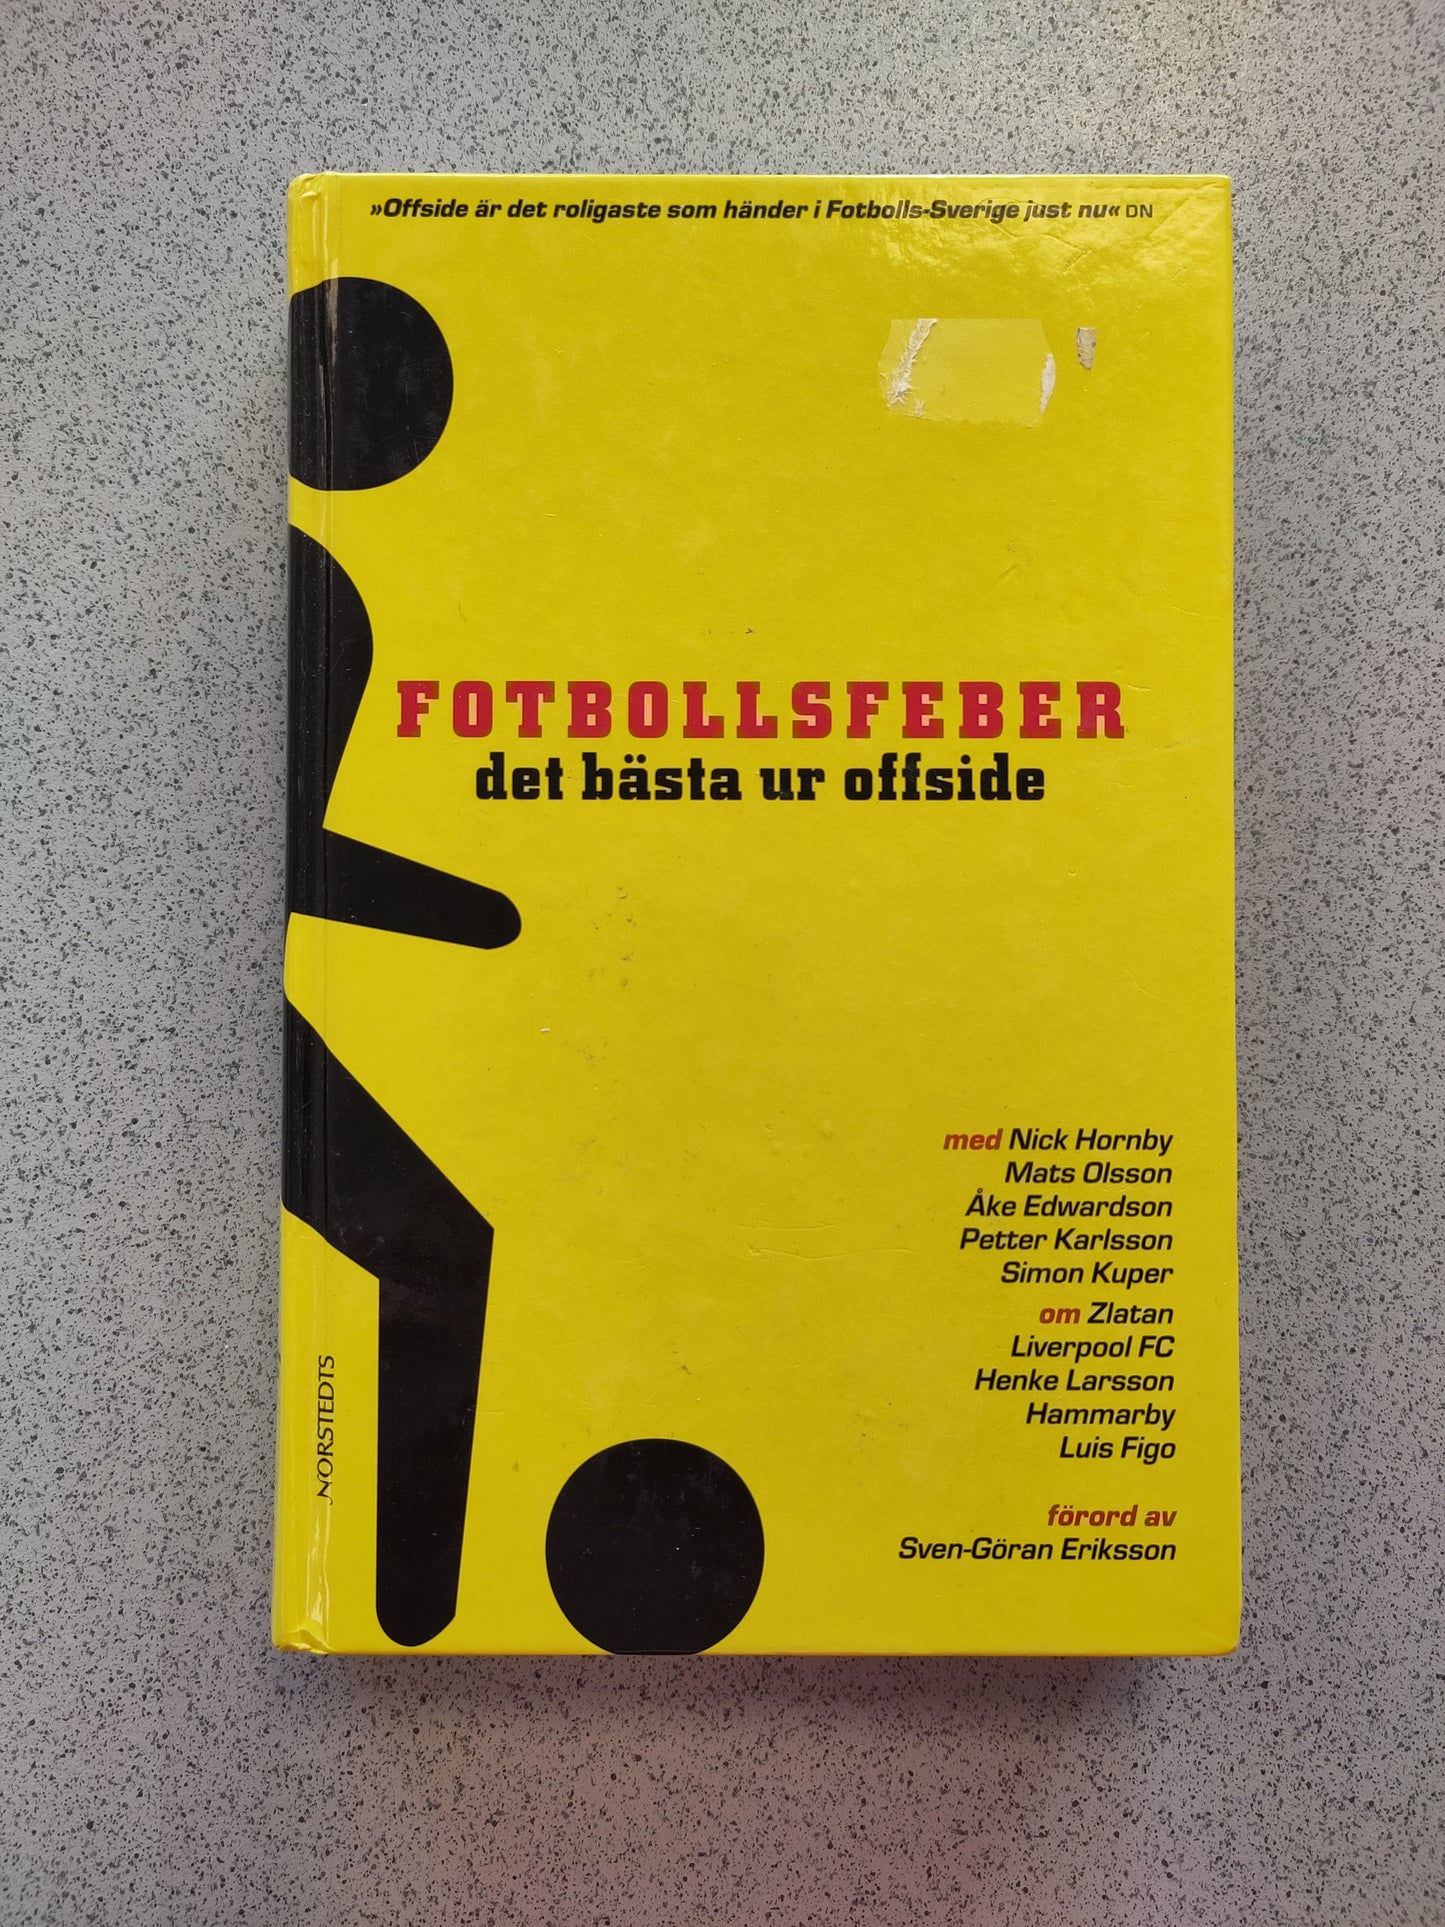 »Offside är det roligaste som händer i Fotbolls-Sverige just nu« DN
FOTBOLLSFEBER
det bästa ur offside
med Nick Hornby
Mats Olsson
Åke Edwardson
Petter Karlsson
Simon Kuper
om Zlatan
Liverpool FC
Henke Larsson
Hammarby
Luis Figo
förord av
Sven-Göran Eriksson
NORSTEDTS